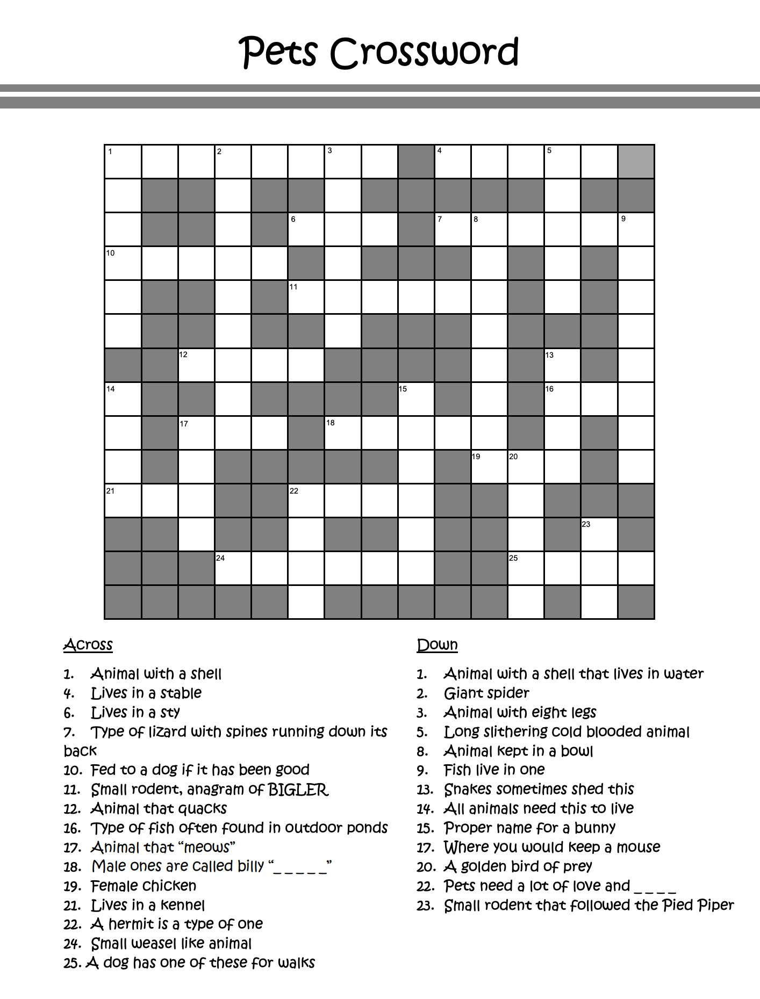 Pets Crossword
1 2 3 4 5
6 7 8 9
10
11
12 13
14 15 16
17 18
19 20
21 22
23
24 25
Across
1. Animal with a shell
4. Lives in a stable
6. Lives in a sty
7. Type of lizard with spines running down its
back
10. Fed to a dog if it has been good
11. Small rodent, anagram of BIGLER
12. Animal that quacks
16. Type of fish often found in outdoor ponds
17. Animal that “meows”
18. Male ones are called billy “_ _ _ _ _”
19. Female chicken
21. Lives in a kennel
22. A hermit is a type of one
24. Small weasel like animal
25. A dog has one of these for walks
Down
1. Animal with a shell that lives in water
2. Giant spider
3. Animal with eight legs
5. Long slithering cold blooded animal
8. Animal kept in a bowl
9. Fish live in one
13. Snakes sometimes shed this
14. All animals need this to live
15. Proper name for a bunny
17. Where you would keep a mouse
20. A golden bird of prey
22. Pets need a lot of love and _ _ _ _
23. Small rodent that followed the Pied Piper